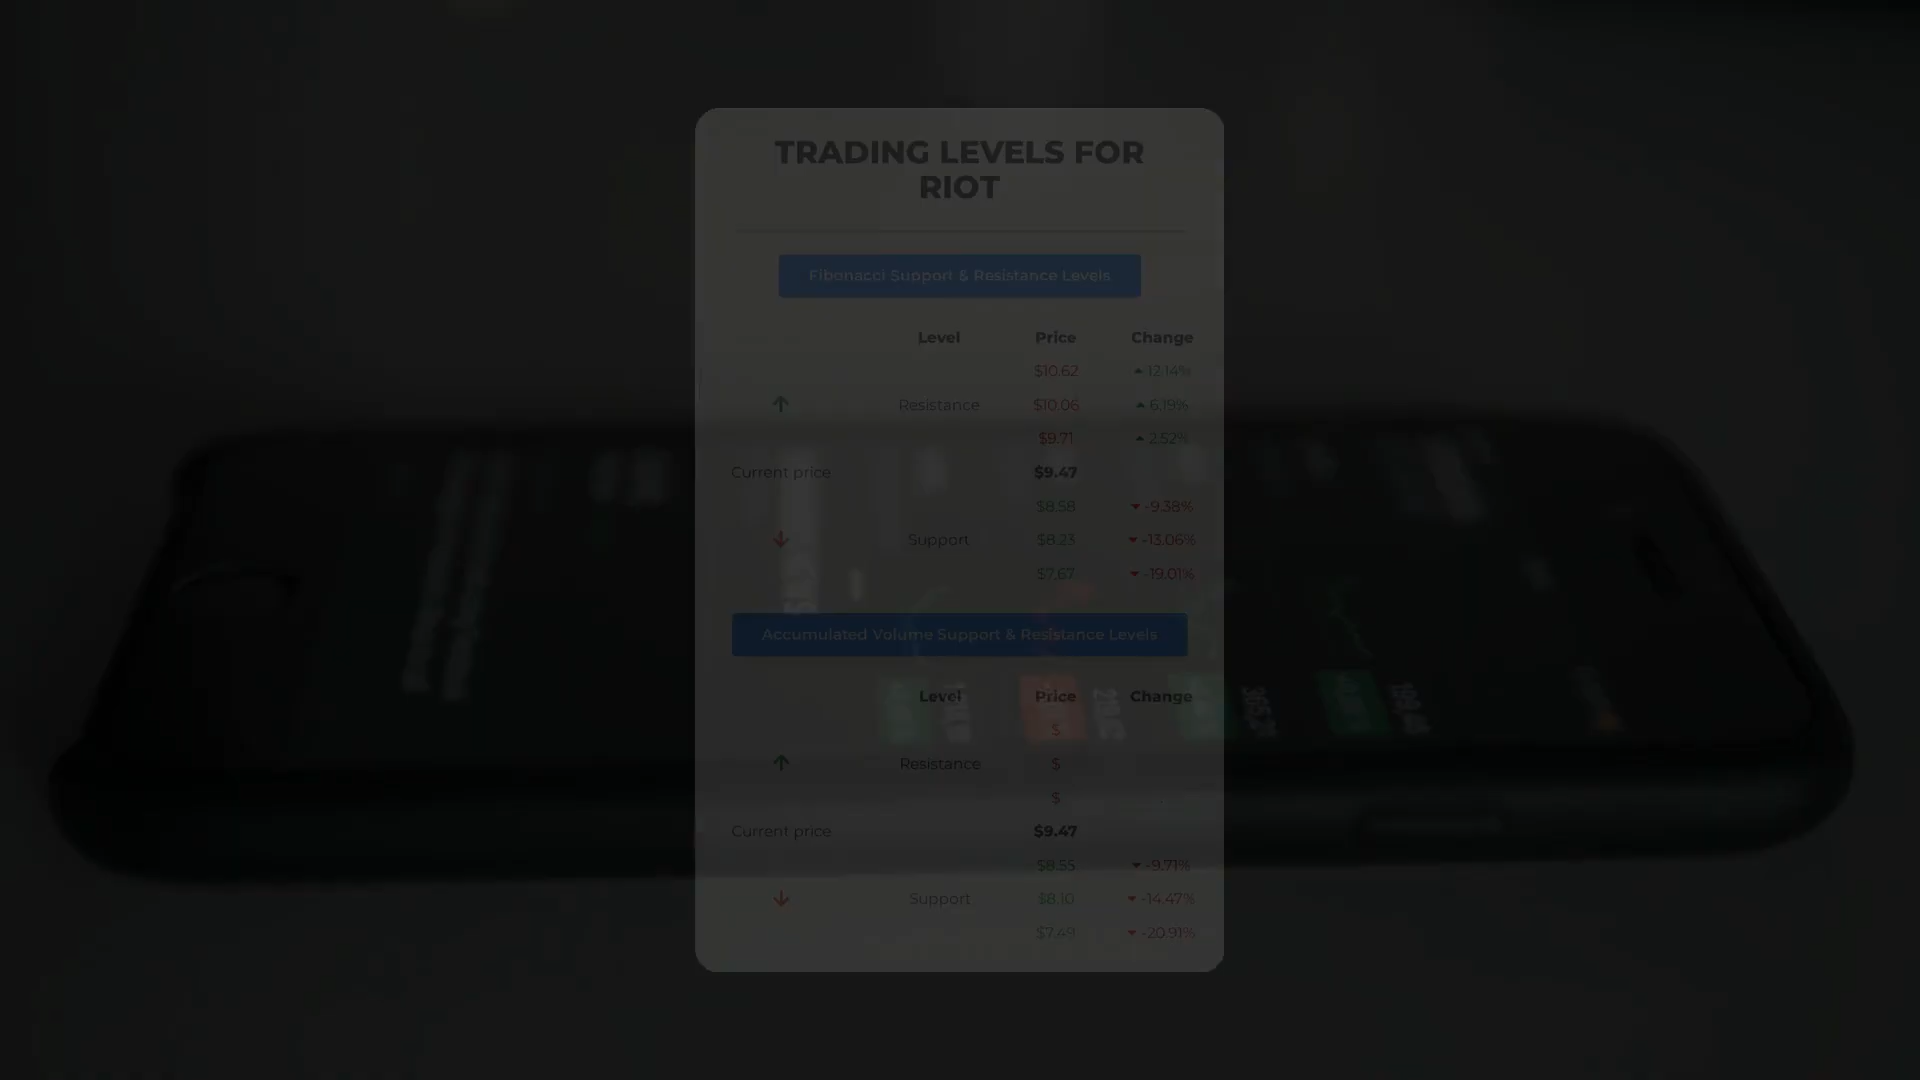 TRADING LEVELS FOR
RIOT
Fibonacci Support & Resistance Levels
Level Price Change
$10.62 12.14%
Resistance $10.06 6.19%
$9.71 2.52%
Current price $9.47
$8.58 -9.38%
Support $8.23 -13.06%
$7.67 -19.01%
Accumulated Volume Support & Resistance Levels
Level Price Change
$
Resistance $
$
Current price $9.47
$8.55 -9.71%
Support $8.10 -14.47%
$7.49 -20.91%